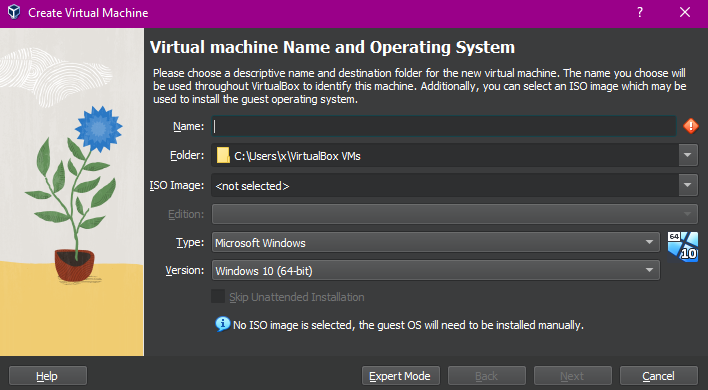 Create Virtual Machine
?
Virtual machine Name and Operating System
Please choose a descriptive name and destination folder for the new virtual machine. The name you choose will
be used throughout VirtualBox to identify this machine. Additionally, you can select an ISO image which may be
used to install the guest operating system.
Name:
Folder: C:\Users\x\VirtualBox VMs
ISO Image: <not selected>
Edition:
Type: Microsoft Windows
64
10
Version: Windows 10 (64-bit)
Skip Unattended Installation
No ISO image is selected, the guest OS will need to be installed manually.
Help Expert Mode Back Next Cancel